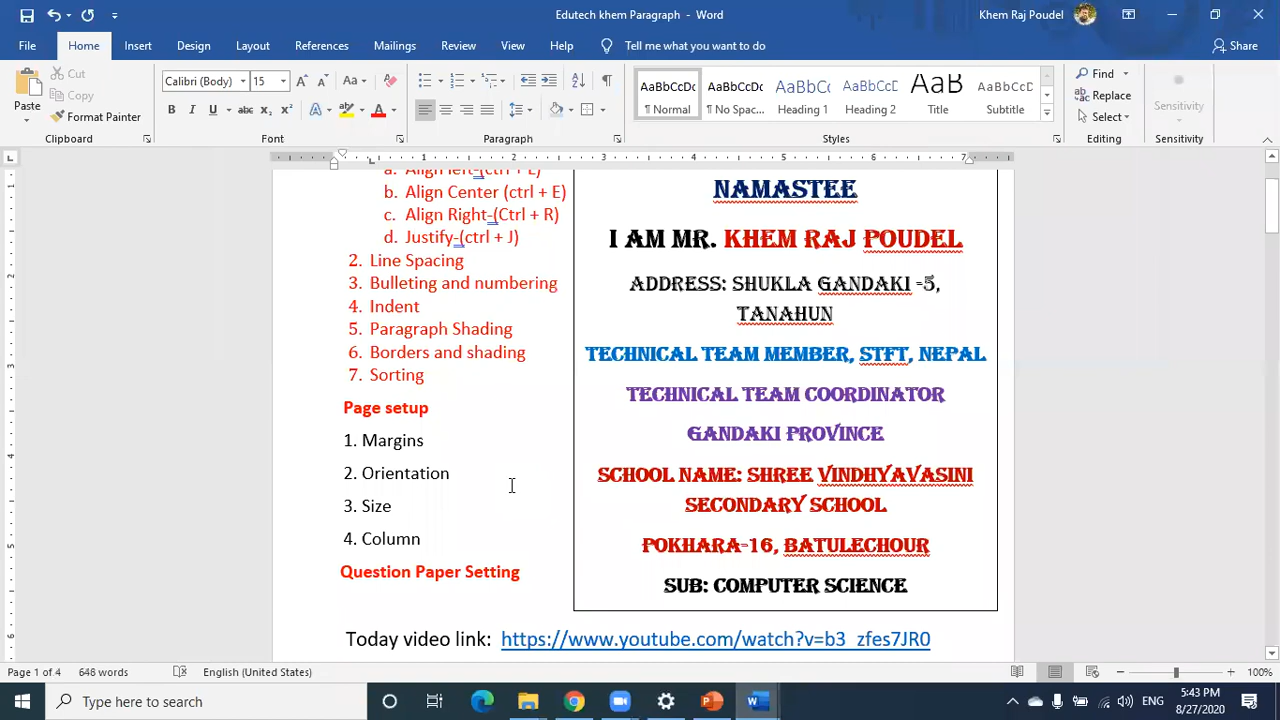 Edutech khem Paragraph - Word
Khem Raj Poudel
File Home Insert Design Layout References Mailings Review View Help Tell me what you want to do Share
Paste
Cut
Copy
Format Painter
Clipboard
Calibri (Body) 15
Font
Paragraph
AaBbCcDc AaBbCcDc AaBbCc AaBbCcD AaB AaBbCcD
¶ Normal ¶ No Spac... Heading 1 Heading 2 Title Subtitle
Styles
Find
Replace
Select
Editing
Sensitivity
Sensitivity
1 2 3 4 5 6 7
b. Align Center (ctrl + E)
c. Align Right-(Ctrl + R)
d. Justify-(ctrl + J)
2. Line Spacing
3. Bulleting and numbering
4. Indent
5. Paragraph Shading
6. Borders and shading
7. Sorting
Page setup
1. Margins
2. Orientation
3. Size
4. Column
Question Paper Setting
NAMASTEE
I AM MR. KHEM RAJ POUDEL
ADDRESS: SHUKLA GANDAKI -5,
TANAHUN
TECHNICAL TEAM MEMBER, STFT, NEPAL
TECHNICAL TEAM COORDINATOR
GANDAKI PROVINCE
SCHOOL NAME: SHREE VINDHYAVASINI
SECONDARY SCHOOL
POKHARA-16, BATULECHOUR
SUB: COMPUTER SCIENCE
Today video link: https://www.youtube.com/watch?v=b3_zfes7JR0
Page 1 of 4 648 words English (United States) 100%
Type here to search
ENG
5:43 PM
8/27/2020